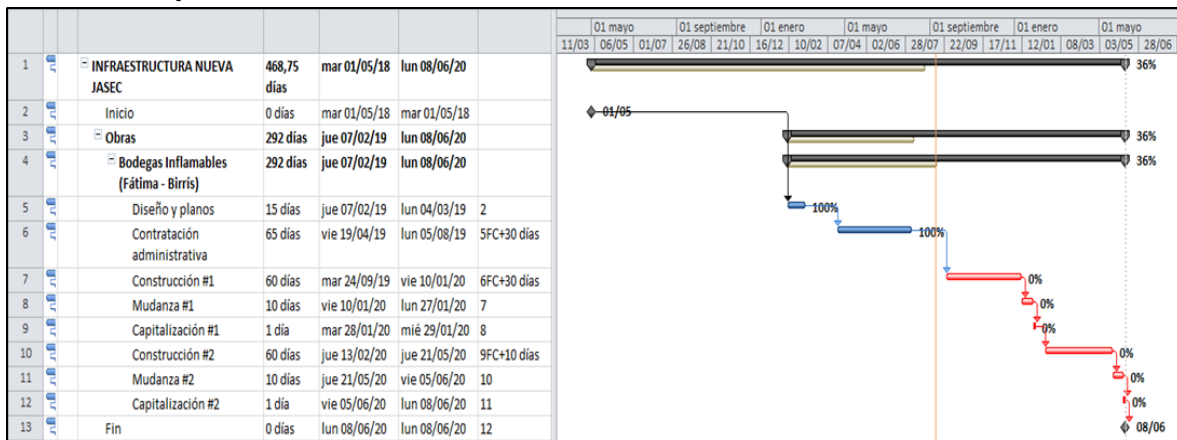 01 mayo 01 septiembre 01 enero 01 mayo 01 septiembre 01 enero 01 mayo
11/03 06/05 01/07 26/08 21/10 16/12 10/02 07/04 02/06 28/07 22/09 17/11 12/01 08/03 03/05 28/06
1 INFRAESTRUCTURA NUEVA 468,75 mar 01/05/18 lun 08/06/20 36%
JASEC días
2 Inicio 0 días mar 01/05/18 mar 01/05/18 01/05
3 Obras 292 días jue 07/02/19 lun 08/06/20 36%
4 Bodegas Inflamables 292 días jue 07/02/19 lun 08/06/20 36%
(Fátima - Birrís)
5 Diseño y planos 15 días jue 07/02/19 lun 04/03/19 2 100%
6 Contratación 65 días vie 19/04/19 lun 05/08/19 5FC+30 días 100%
administrativa
7 Construcción #1 60 días mar 24/09/19 vie 10/01/20 6FC+30 días 0%
8 Mudanza #1 10 días vie 10/01/20 lun 27/01/20 7 0%
9 Capitalización #1 1 día mar 28/01/20 mié 29/01/20 8 0%
10 Construcción #2 60 días jue 13/02/20 jue 21/05/20 9FC+10 días 0%
11 Mudanza #2 10 días jue 21/05/20 vie 05/06/20 10 0%
12 Capitalización #2 1 día vie 05/06/20 lun 08/06/20 11 0%
13 Fin 0 días lun 08/06/20 lun 08/06/20 12 08/06